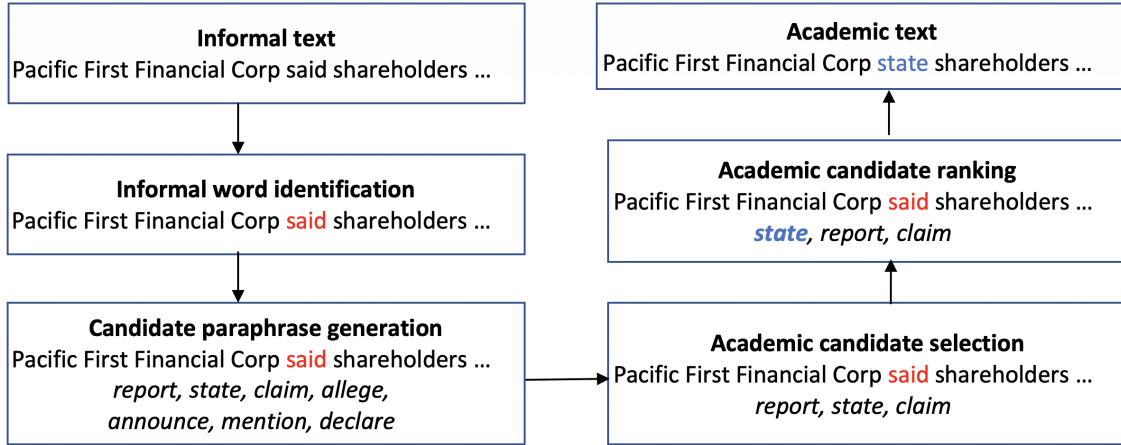 Informal text
Pacific First Financial Corp said shareholders ...
Informal word identification
Pacific First Financial Corp said shareholders ...
Candidate paraphrase generation
Pacific First Financial Corp said shareholders ...
report, state, claim, allege,
announce, mention, declare
Academic candidate selection
Pacific First Financial Corp said shareholders ...
report, state, claim
Academic candidate ranking
Pacific First Financial Corp said shareholders ...
state, report, claim
Academic text
Pacific First Financial Corp state shareholders ...